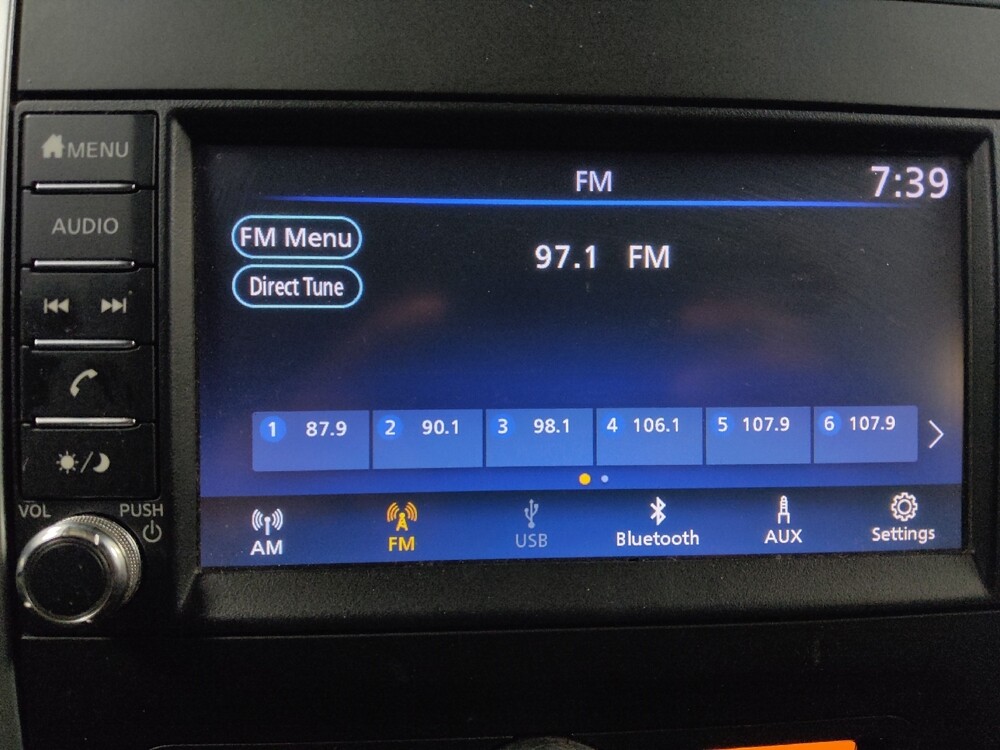 MENU
AUDIO
VOL
PUSH
FM
7:39
FM Menu
97.1 FM
Direct Tune
1 87.9
2 90.1
3 98.1
4 106.1
5 107.9
6 107.9
AM
FM
USB
Bluetooth
AUX
Settings